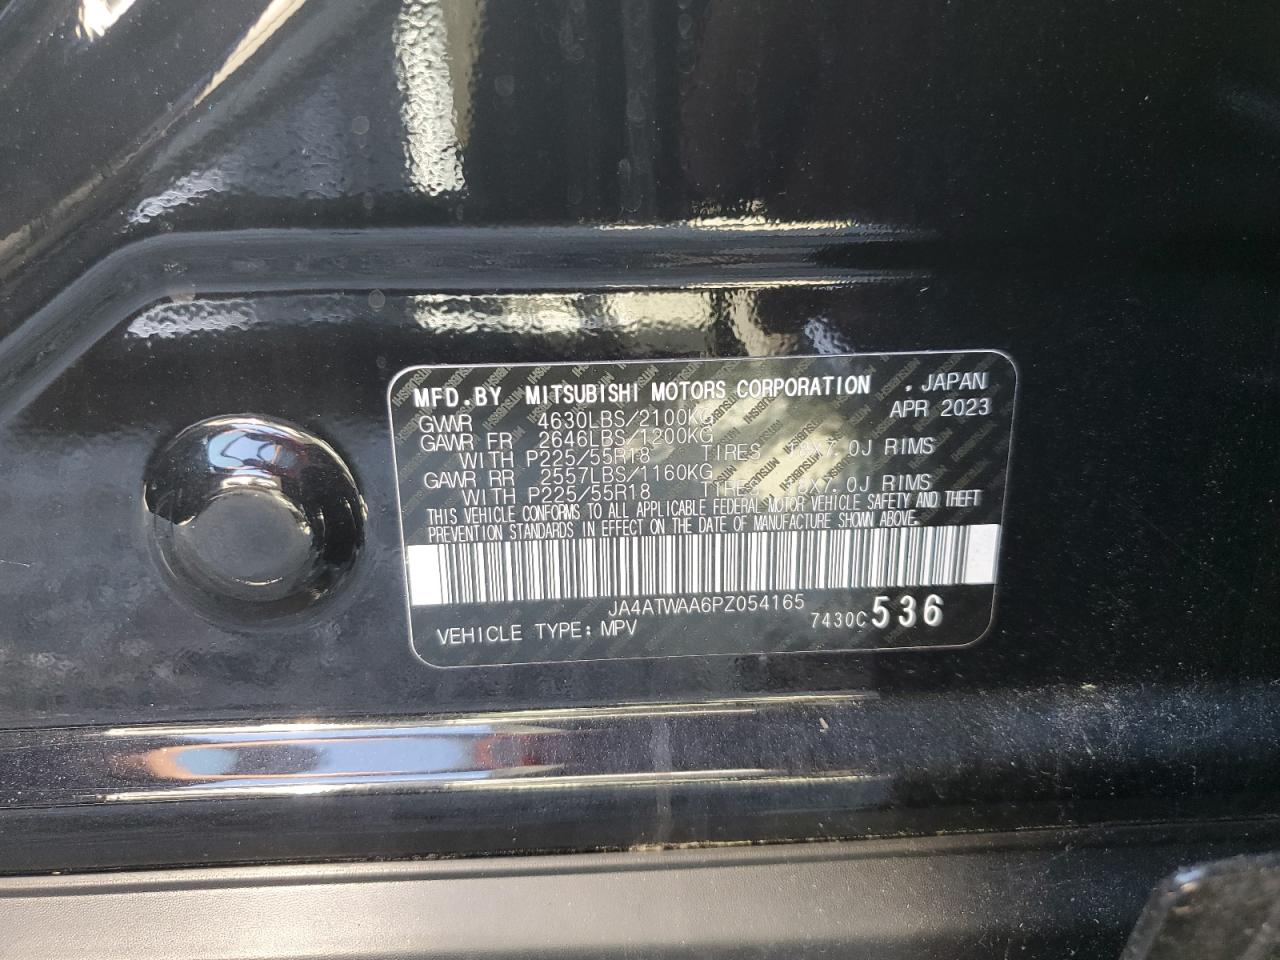 MFD.BY MITSUBISHI MOTORS CORPORATION . JAPAN
APR 2023
GVWR 4630LBS/2100KG
GAWR FR 2646LBS/1200KG
WITH P225/55R18 TIRES 18X7.0J RIMS
GAWR RR 2557LBS/1160KG
WITH P225/55R18 TIRES 18X7.0J RIMS
THIS VEHICLE CONFORMS TO ALL APPLICABLE FEDERAL MOTOR VEHICLE SAFETY AND THEFT
PREVENTION STANDARDS IN EFFECT ON THE DATE OF MANUFACTURE SHOWN ABOVE.
JA4ATWAA6PZ054165
VEHICLE TYPE: MPV 7430C 536